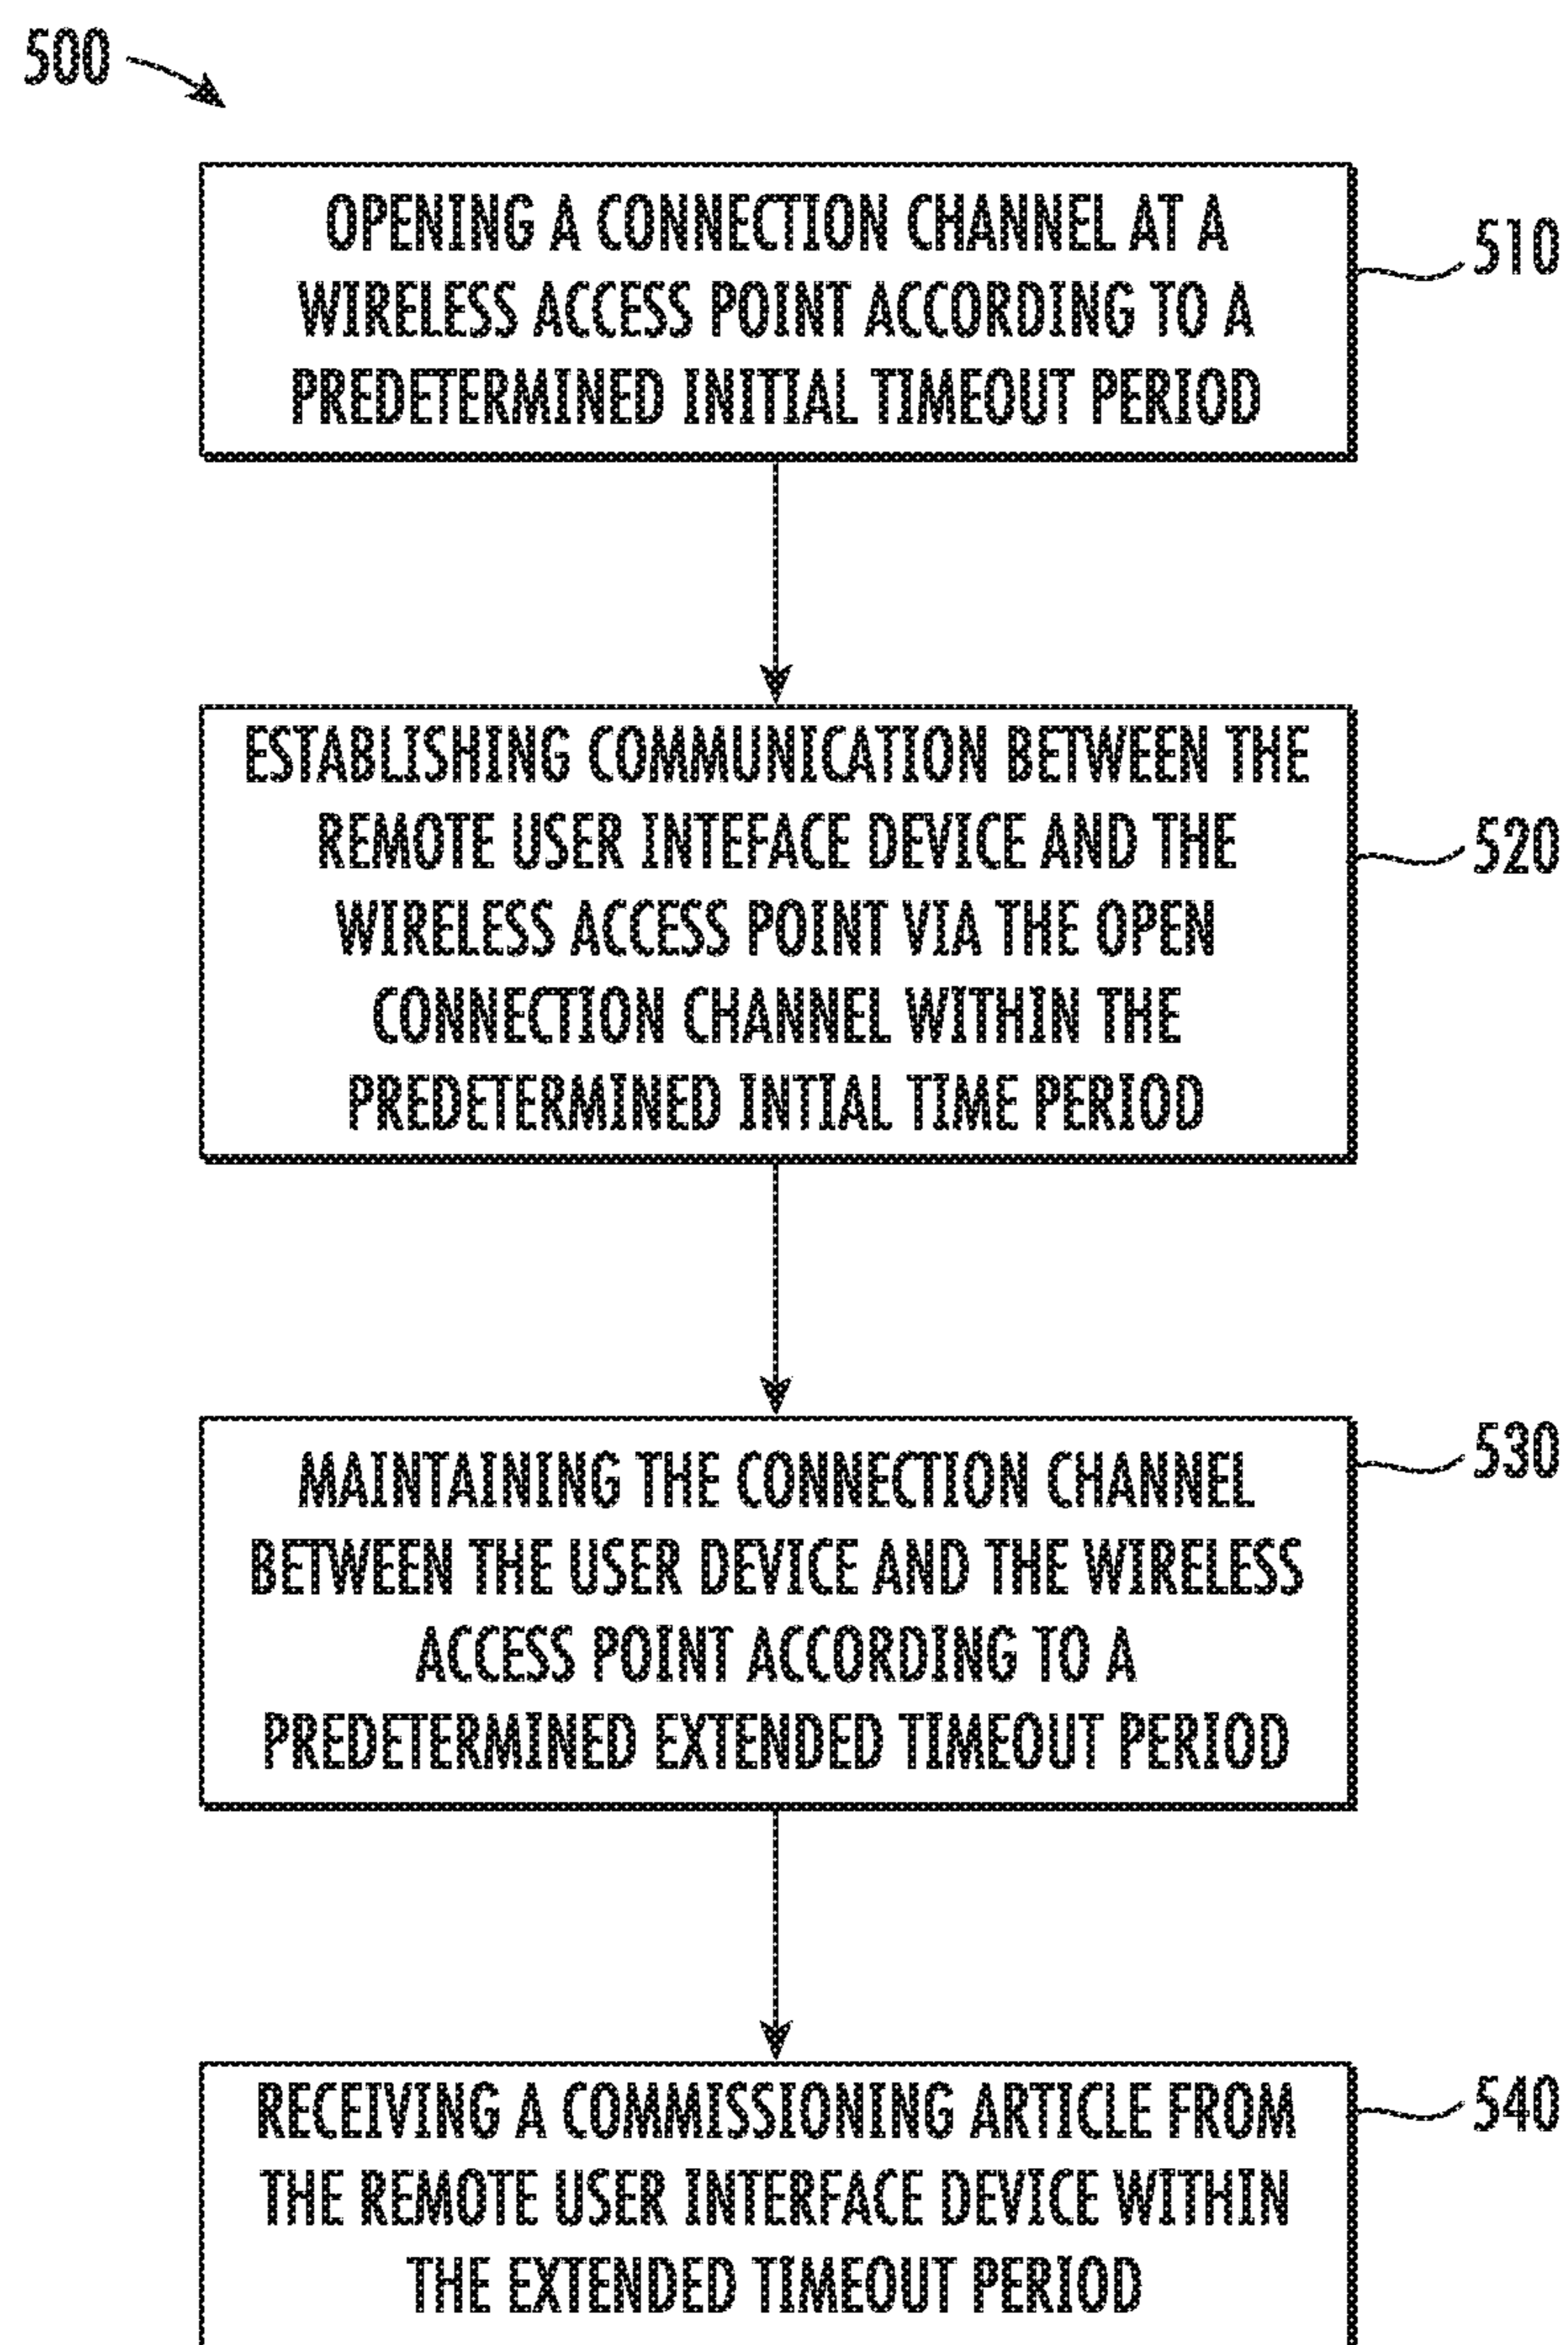 500
OPENING A CONNECTION CHANNEL AT A
WIRELESS ACCESS POINT ACCORDING TO A
PREDETERMINED INITIAL TIMEOUT PERIOD
510
ESTABLISHING COMMUNICATION BETWEEN THE
REMOTE USER INTEFACE DEVICE AND THE
WIRELESS ACCESS POINT VIA THE OPEN
CONNECTION CHANNEL WITHIN THE
PREDETERMINED INTIAL TIME PERIOD
520
MAINTAINING THE CONNECTION CHANNEL
BETWEEN THE USER DEVICE AND THE WIRELESS
ACCESS POINT ACCORDING TO A
PREDETERMINED EXTENDED TIMEOUT PERIOD
530
RECEIVING A COMMISSIONING ARTICLE FROM
THE REMOTE USER INTERFACE DEVICE WITHIN
THE EXTENDED TIMEOUT PERIOD
540